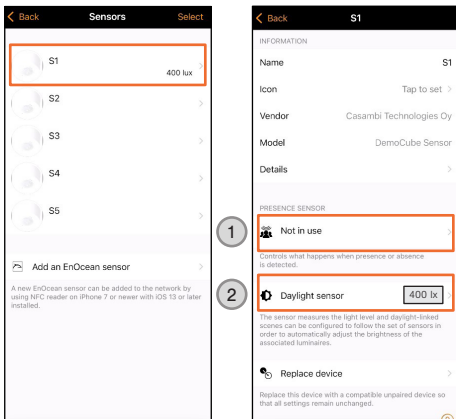 Back Sensors Select
S1
400 lux
S2
S3
S4
S5
Add an EnOcean sensor
A new EnOcean sensor can be added to the network by
using NFC reader on iPhone 7 or newer with iOS 13 or later
installed.
Back S1
INFORMATION
Name S1
Icon Tap to set
Vendor Casambi Technologies Oy
Model DemoCube Sensor
Details
PRESENCE SENSOR
1 Not in use
Controls what happens when presence or absence
is detected.
2 Daylight sensor 400 lx
The sensor measures the light level and daylight-linked
scenes can be configured to follow the set of sensors in
order to automatically adjust the brightness of the
associated luminaires.
Replace device
Replace this device with a compatible unpaired device so
that all settings remain unchanged.